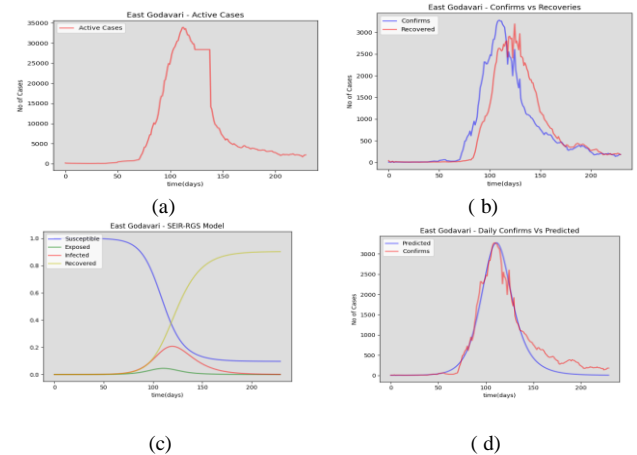 East Godavari - Active Cases
Active Cases
No of Cases
35000
30000
25000
20000
15000
10000
5000
0
0 50 100 150 200
time(days)
(a)
East Godavari - Confirms vs Recoveries
Confirms
Recovered
No of Cases
3000
2500
2000
1500
1000
500
0
0 50 100 150 200
time(days)
( b)
East Godavari - SEIR-RGS Model
Susceptible
Exposed
Infected
Recovered
No of Cases
1.0
0.8
0.6
0.4
0.2
0.0
0 50 100 150 200
time(days)
(c)
East Godavari - Daily Confirms Vs Predicted
Predicted
Confirms
No of Cases
3000
2500
2000
1500
1000
500
0
0 50 100 150 200
time(days)
( d)